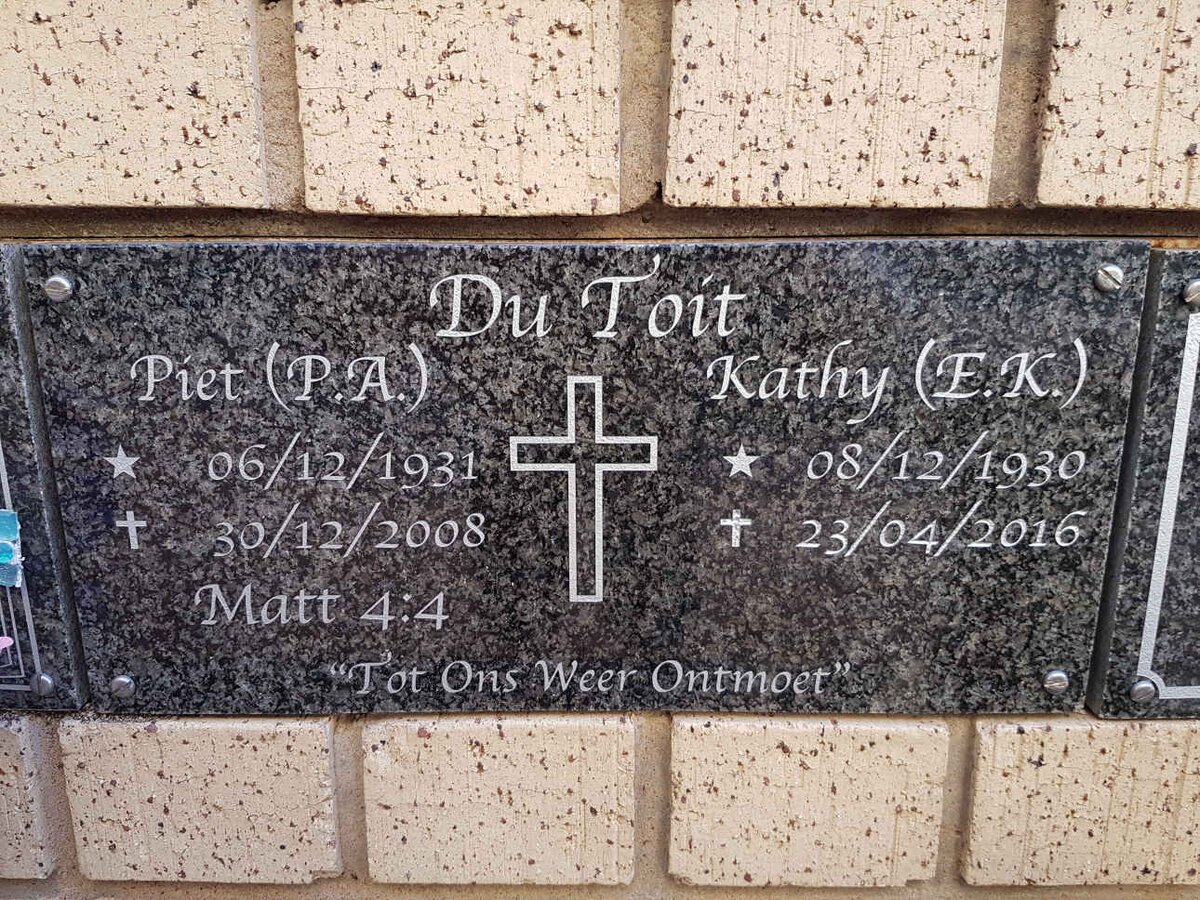 Du Toit
Piet (P.A.)
06/12/1931
30/12/2008
Matt 4:4
Kathy (E.K.)
08/12/1930
23/04/2016
“Tot Ons Weer Ontmoet”